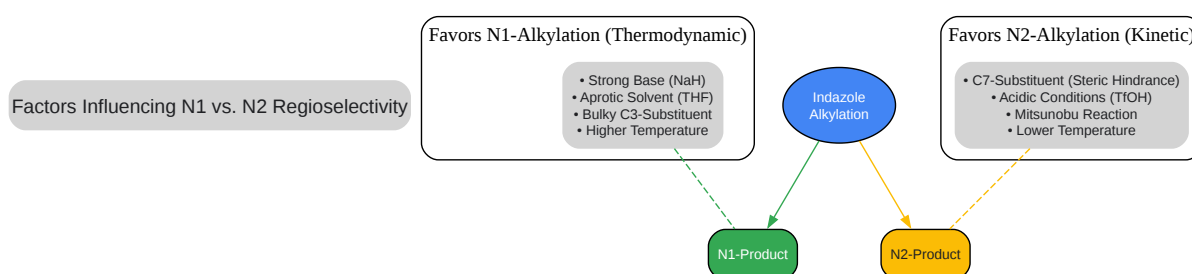 Factors Influencing N1 vs. N2 Regioselectivity
Favors N1-Alkylation (Thermodynamic)
• Strong Base (NaH)
• Aprotic Solvent (THF)
• Bulky C3-Substituent
• Higher Temperature
Indazole
Alkylation
Favors N2-Alkylation (Kinetic)
• C7-Substituent (Steric Hindrance)
• Acidic Conditions (TfOH)
• Mitsunobu Reaction
• Lower Temperature
N1-Product
N2-Product